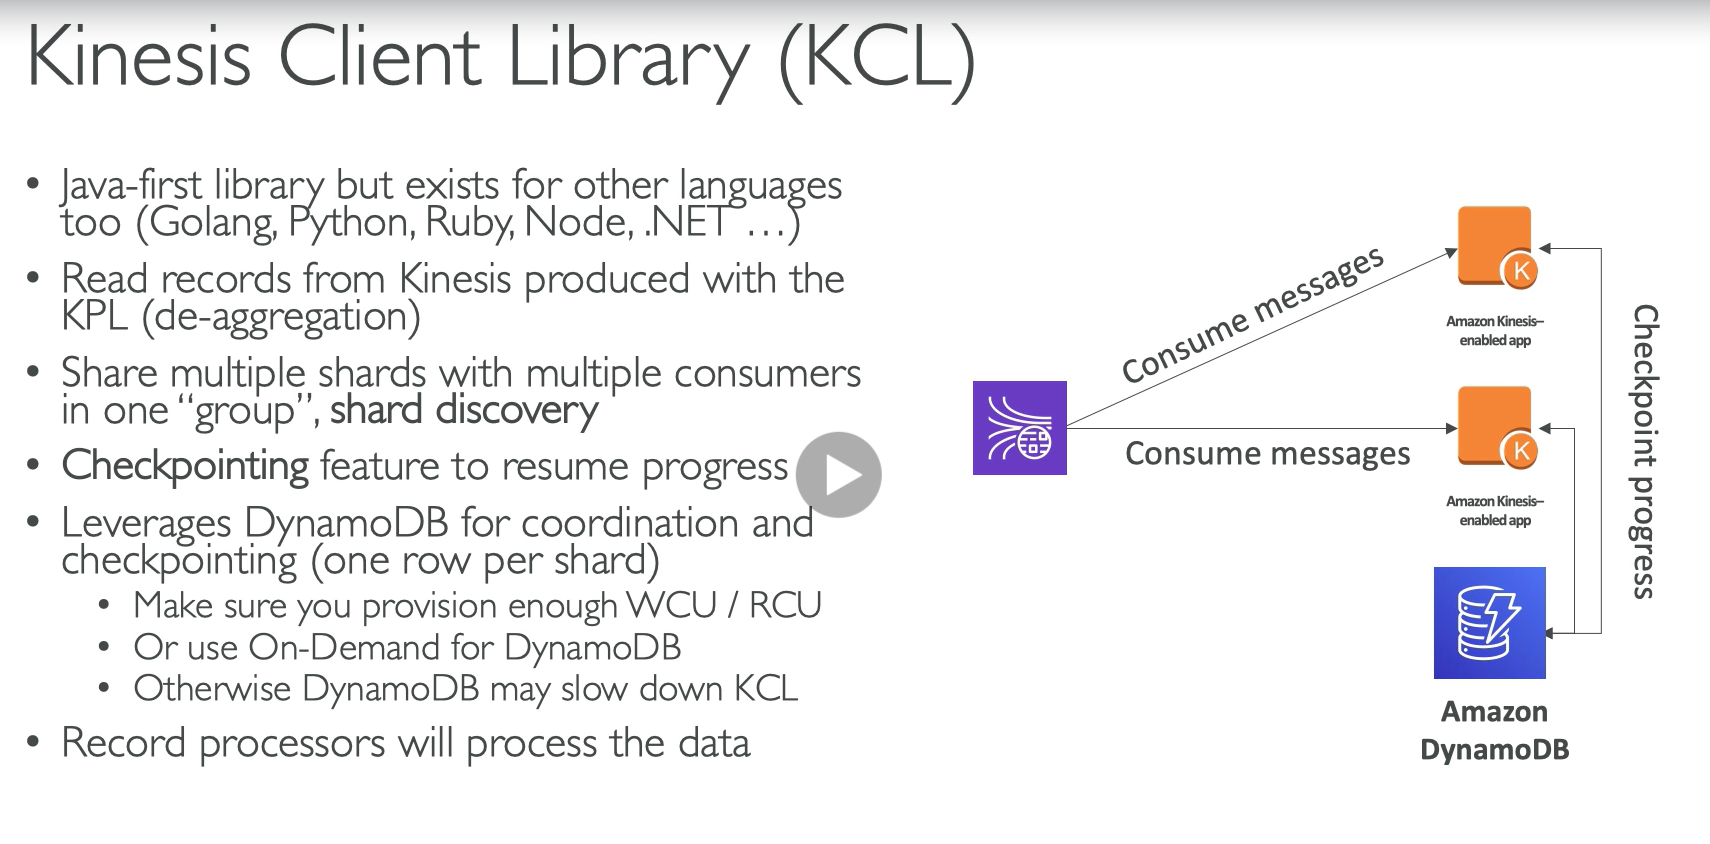 Kinesis Client Library (KCL)
• Java-first library but exists for other languages
too (Golang, Python, Ruby, Node, .NET …)
• Read records from Kinesis produced with the
KPL (de-aggregation)
• Share multiple shards with multiple consumers
in one “group”, shard discovery
• Checkpointing feature to resume progress
• Leverages DynamoDB for coordination and
checkpointing (one row per shard)
• Make sure you provision enough WCU / RCU
• Or use On-Demand for DynamoDB
• Otherwise DynamoDB may slow down KCL
• Record processors will process the data
Consume messages
Consume messages
K
Amazon Kinesis–
enabled app
K
Amazon Kinesis–
enabled app
Checkpoint progress
Amazon
DynamoDB